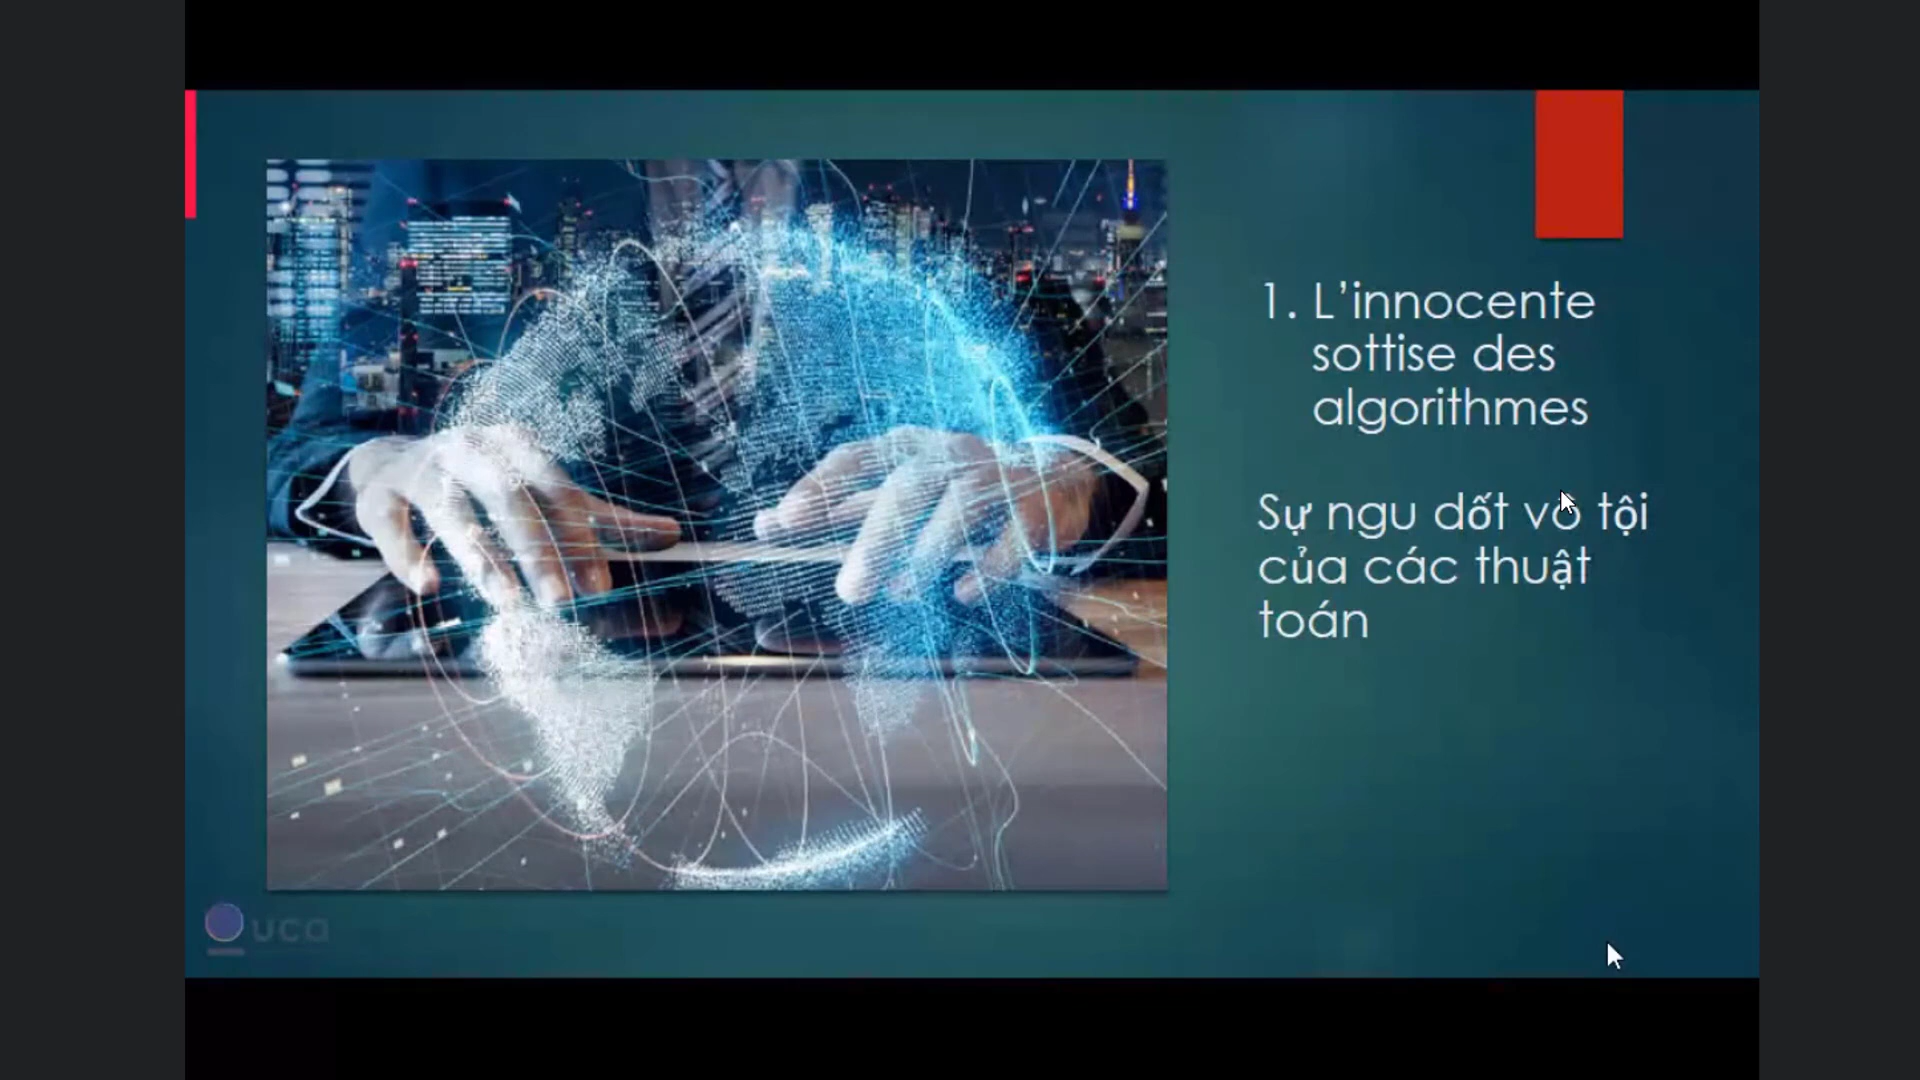 1. L’innocente
sottise des
algorithmes
Sự ngu dốt vô tội
của các thuật
toán
uca